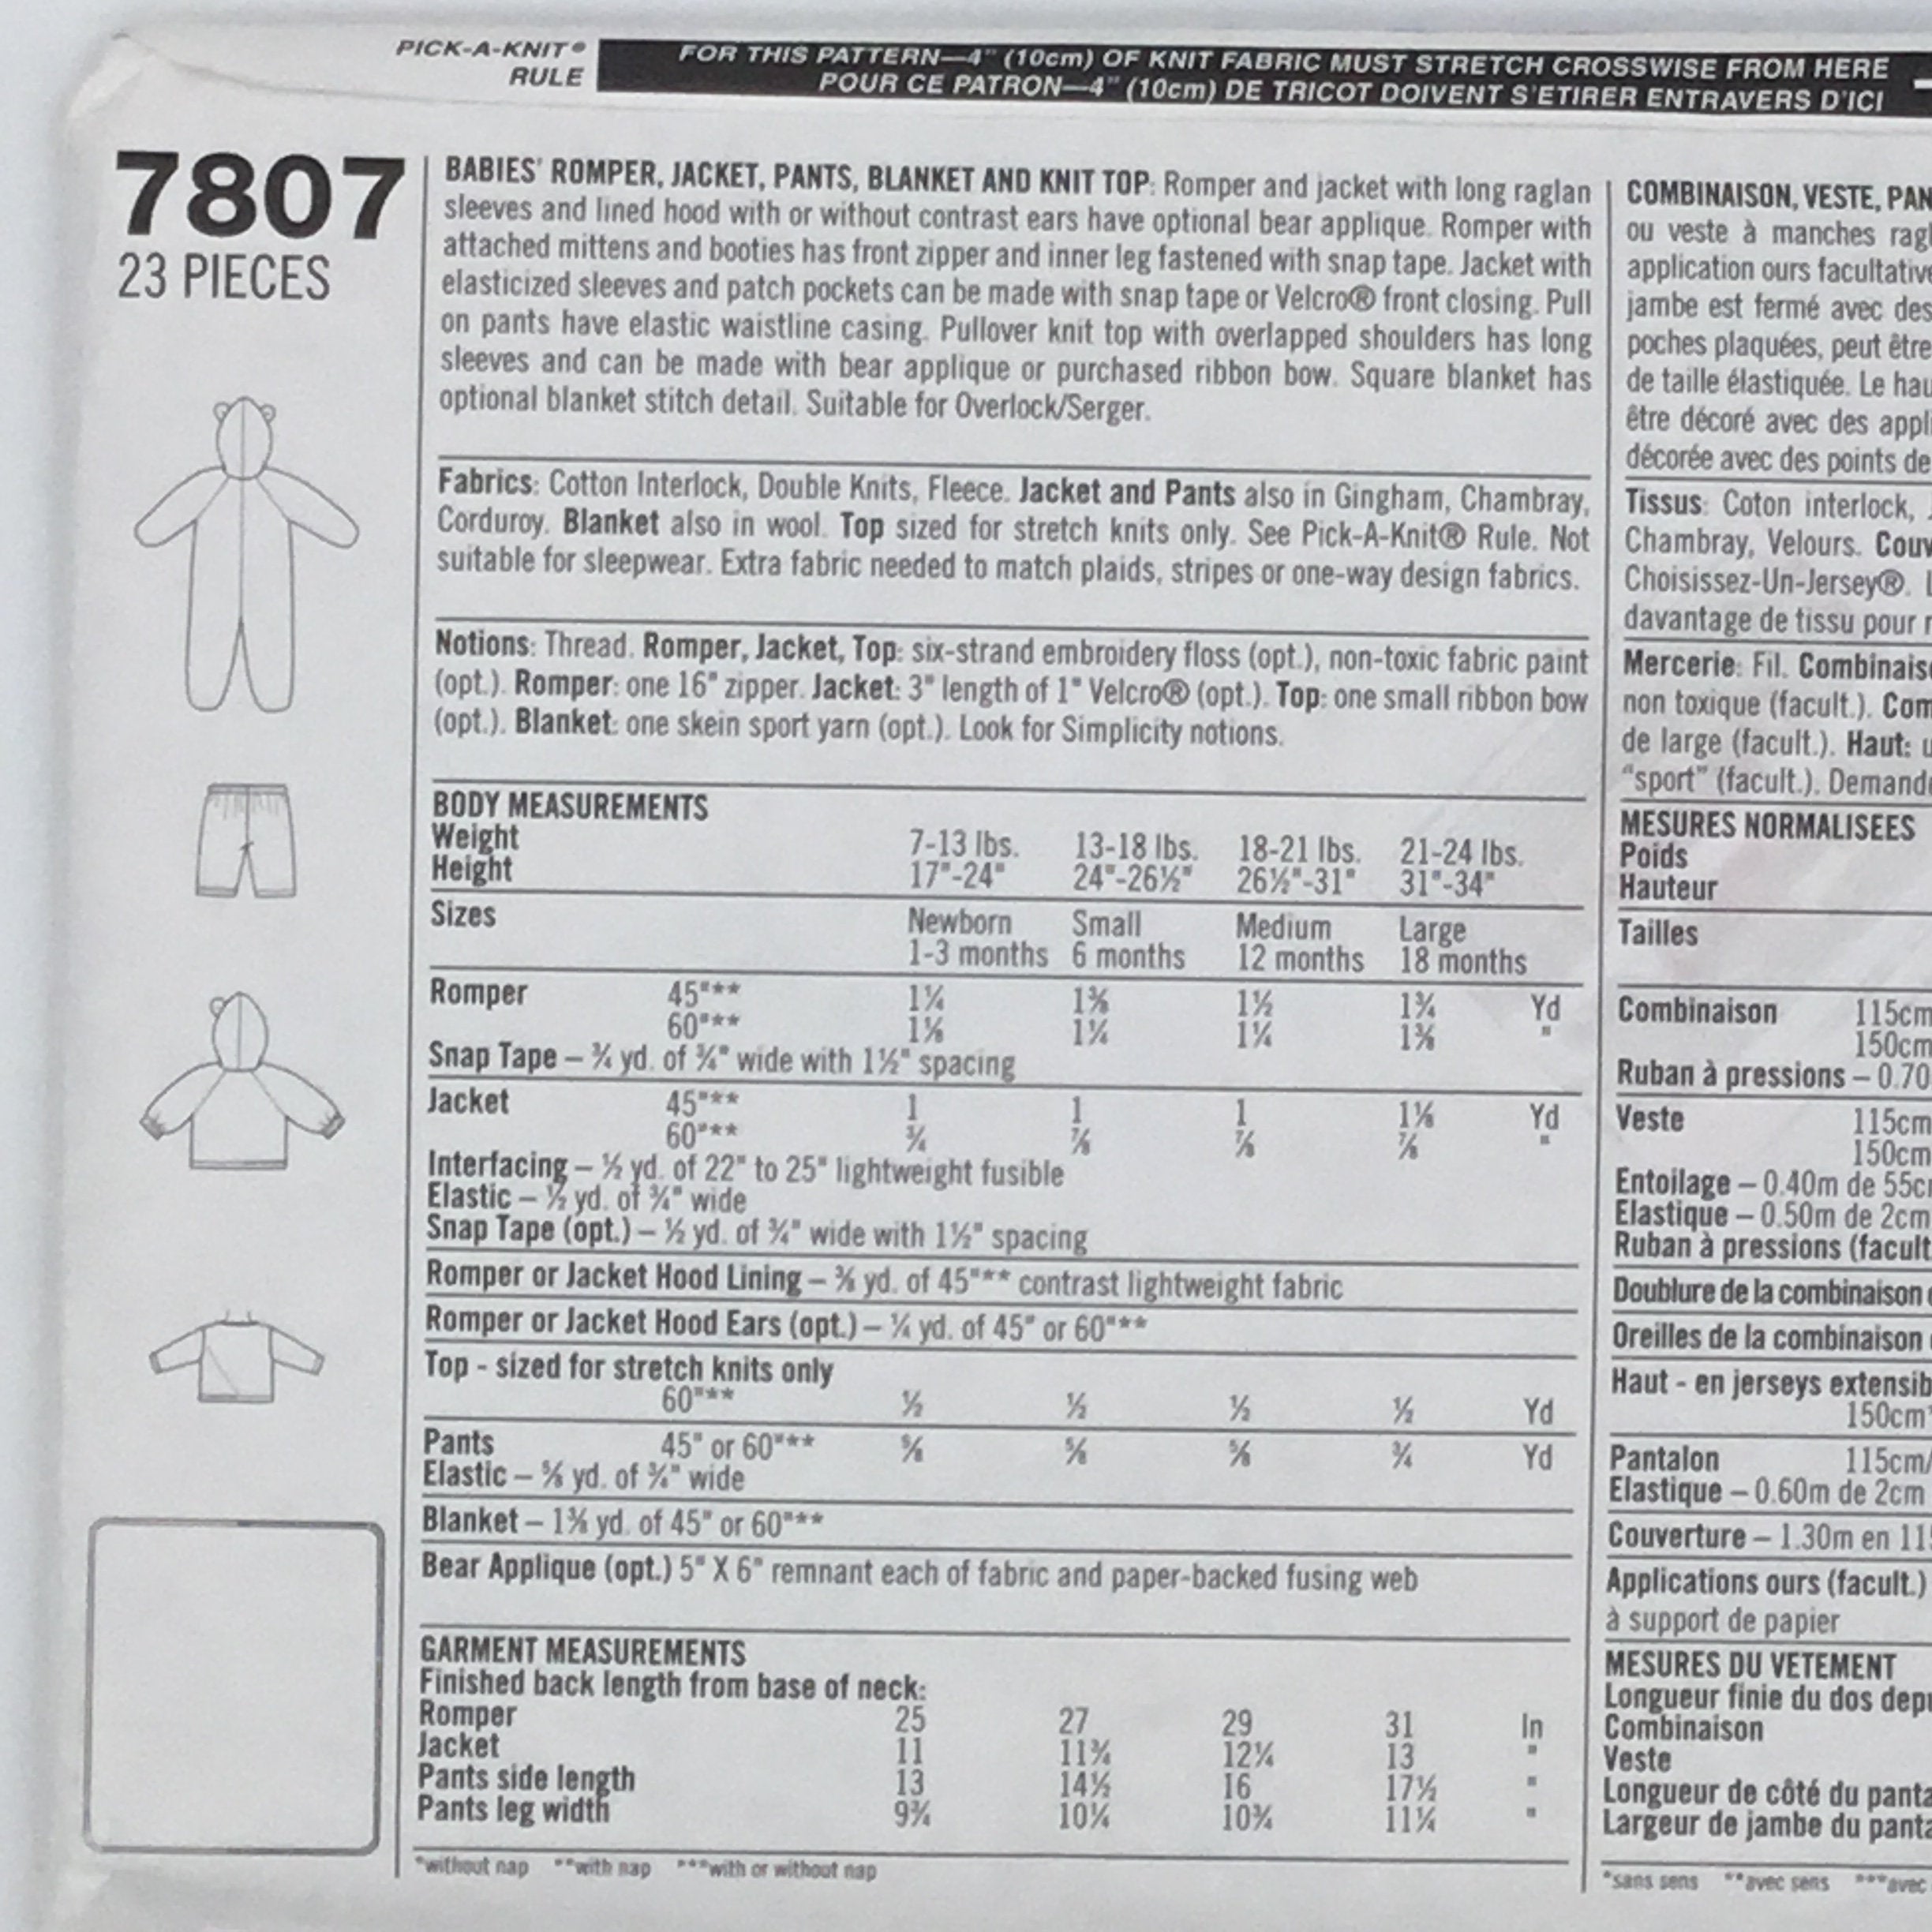 PICK-A-KNIT®
RULE
FOR THIS PATTERN—4" (10cm) OF KNIT FABRIC MUST STRETCH CROSSWISE FROM HERE
POUR CE PATRON—4" (10cm) DE TRICOT DOIVENT S'ETIRER ENTRAVERS D'ICI
7807
23 PIECES
BABIES' ROMPER, JACKET, PANTS, BLANKET AND KNIT TOP: Romper and jacket with long raglan
sleeves and lined hood with or without contrast ears have optional bear applique. Romper with
attached mittens and booties has front zipper and inner leg fastened with snap tape. Jacket with
elasticized sleeves and patch pockets can be made with snap tape or Velcro® front closing. Pull
on pants have elastic waistline casing. Pullover knit top with overlapped shoulders has long
sleeves and can be made with bear applique or purchased ribbon bow. Square blanket has
optional blanket stitch detail. Suitable for Overlock/Serger.
Fabrics: Cotton Interlock, Double Knits, Fleece. Jacket and Pants also in Gingham, Chambray,
Corduroy. Blanket also in wool. Top sized for stretch knits only. See Pick-A-Knit® Rule. Not
suitable for sleepwear. Extra fabric needed to match plaids, stripes or one-way design fabrics.
Notions: Thread. Romper, Jacket, Top: six-strand embroidery floss (opt.), non-toxic fabric paint
(opt.). Romper: one 16" zipper. Jacket: 3" length of 1" Velcro® (opt.). Top: one small ribbon bow
(opt.). Blanket: one skein sport yarn (opt.). Look for Simplicity notions.
BODY MEASUREMENTS
Weight 7-13 lbs. 13-18 lbs. 18-21 lbs. 21-24 lbs.
Height 17"-24" 24"-26½" 26½"-31" 31"-34"
Sizes Newborn Small Medium Large
1-3 months 6 months 12 months 18 months
Romper 45"** 1¼ 1⅜ 1½ 1¾ Yd
60"** 1⅛ 1¼ 1¼ 1⅜ "
Snap Tape – ¾ yd. of ¾" wide with 1½" spacing
Jacket 45"** 1 1 1 1⅛ Yd
60"** ¾ ⅞ ⅞ ⅞ "
Interfacing – ½ yd. of 22" to 25" lightweight fusible
Elastic – ½ yd. of ¾" wide
Snap Tape (opt.) – ½ yd. of ¾" wide with 1½" spacing
Romper or Jacket Hood Lining – ⅜ yd. of 45"** contrast lightweight fabric
Romper or Jacket Hood Ears (opt.) – ¼ yd. of 45" or 60"**
Top - sized for stretch knits only
60"** ½ ½ ½ ½ Yd
Pants 45" or 60"** ⅝ ⅝ ⅝ ¾ Yd
Elastic – ⅝ yd. of ¾" wide
Blanket – 1⅜ yd. of 45" or 60"**
Bear Applique (opt.) 5" X 6" remnant each of fabric and paper-backed fusing web
GARMENT MEASUREMENTS
Finished back length from base of neck:
Romper 25 27 29 31 In
Jacket 11 11¾ 12¼ 13 "
Pants side length 13 14½ 16 17½ "
Pants leg width 9¾ 10¼ 10¾ 11¼ "
*without nap **with nap ***with or without nap
COMBINAISON, VESTE, PAN
ou veste à manches ragl
application ours facultative
jambe est fermé avec des
poches plaquées, peut être
de taille élastiquée. Le hau
être décoré avec des appli
décorée avec des points de
Tissus: Coton interlock,
Chambray, Velours. Couv
Choisissez-Un-Jersey®.
davantage de tissu pour
Mercerie: Fil. Combinais
non toxique (facult.). Com
de large (facult.). Haut: u
"sport" (facult.). Demand
MESURES NORMALISEES
Poids
Hauteur
Tailles
Combinaison 115cm
150cm
Ruban à pressions – 0.70
Veste 115cm
150cm
Entoilage – 0.40m de 55c
Elastique – 0.50m de 2cm
Ruban à pressions (facult
Doublure de la combinaison
Oreilles de la combinaison
Haut - en jerseys extensib
150cm*
Pantalon 115cm/
Elastique – 0.60m de 2cm
Couverture – 1.30m en 11
Applications ours (facult.)
à support de papier
MESURES DU VETEMENT
Longueur finie du dos dep
Combinaison
Veste
Longueur de côté du panta
Largeur de jambe du panta
*sans sens **avec sens ***avec